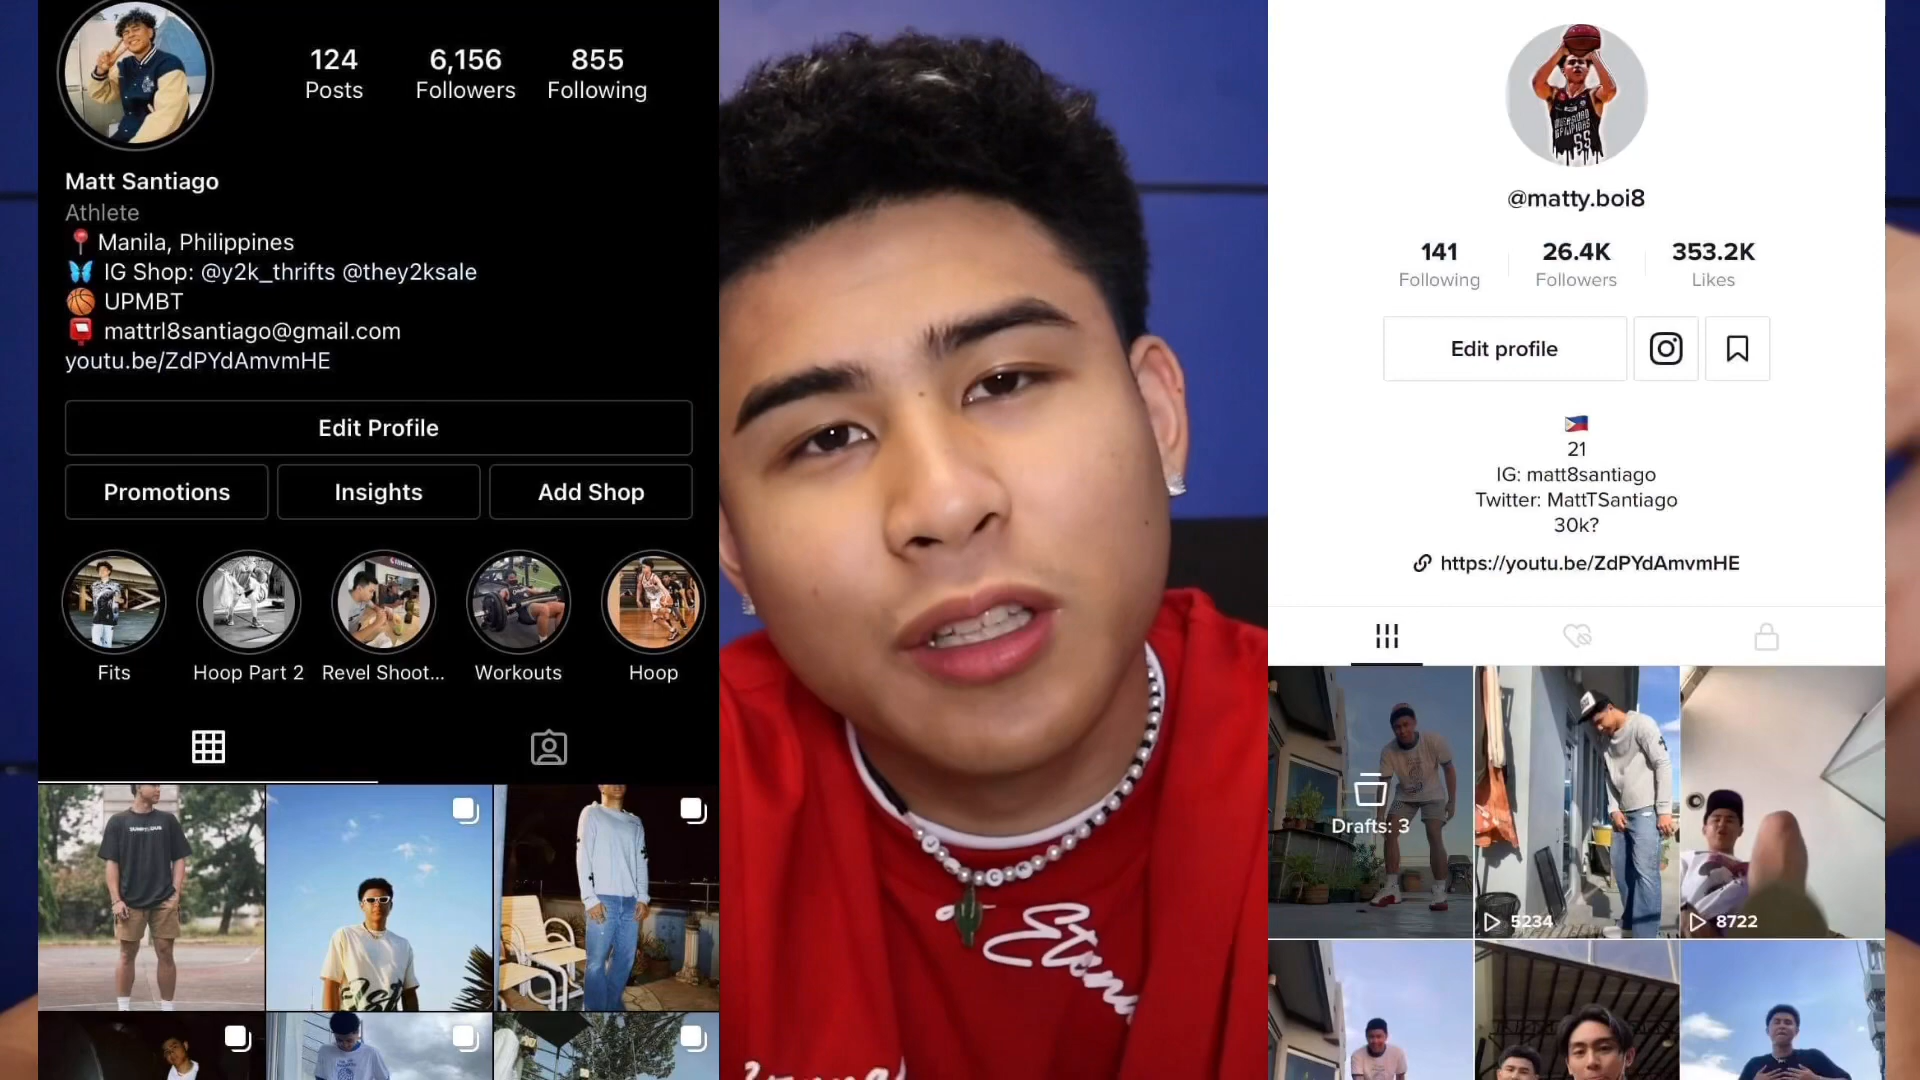 124
Posts
6,156
Followers
855
Following
Matt Santiago
Athlete
Manila, Philippines
IG Shop: @y2k_thrifts @they2ksale
UPMBT
mattrl8santiago@gmail.com
youtu.be/ZdPYdAmvmHE
Edit Profile
Promotions
Insights
Add Shop
Fits
Hoop Part 2
Revel Shoot...
Workouts
Hoop
@matty.boi8
141
Following
26.4K
Followers
353.2K
Likes
Edit profile
21
IG: matt8santiago
Twitter: MattTSantiago
30k?
https://youtu.be/ZdPYdAmvmHE
Drafts: 3
5234
8722
55